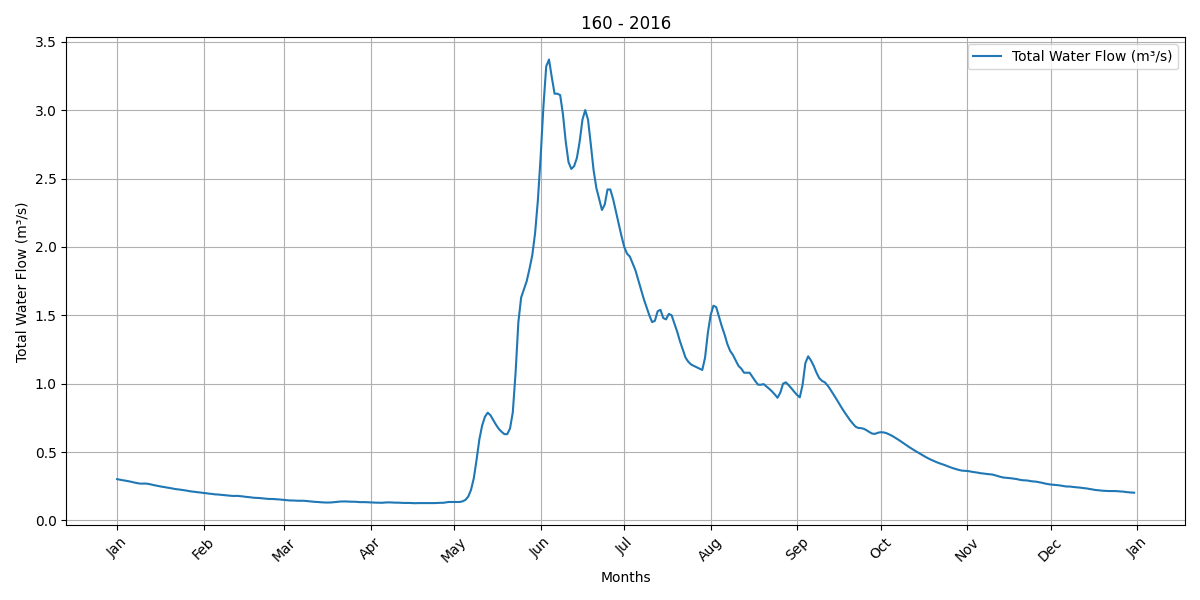 160 - 2016
Total Water Flow (m³/s)
Total Water Flow (m³/s)
3.5
3.0
2.5
2.0
1.5
1.0
0.5
0.0
Jan
Feb
Mar
Apr
May
Jun
Jul
Aug
Sep
Oct
Nov
Dec
Jan
Months